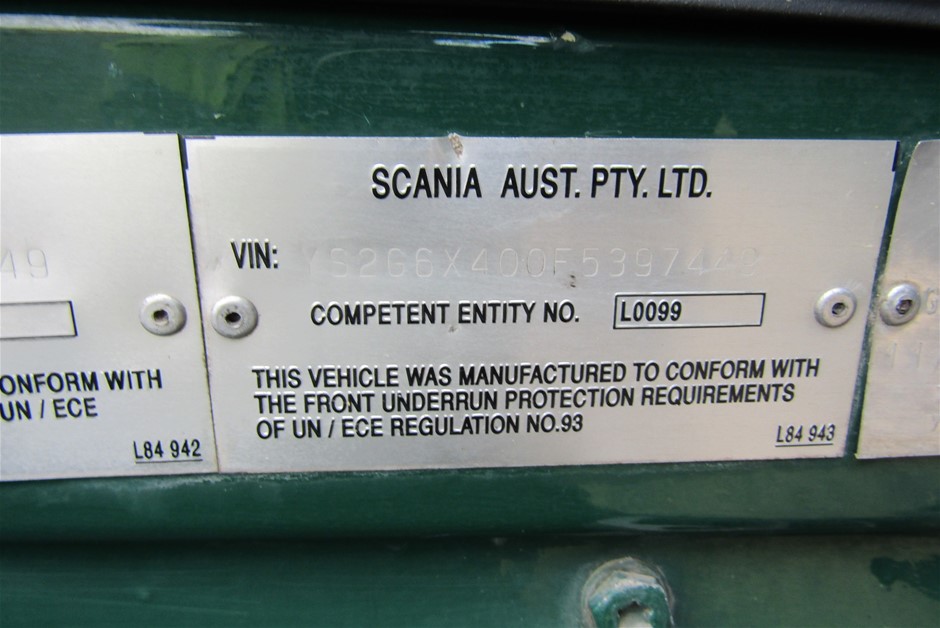 49
ONFORM WITH
UN / ECE
L84 942
SCANIA AUST. PTY. LTD.
VIN:
COMPETENT ENTITY NO. L0099
THIS VEHICLE WAS MANUFACTURED TO CONFORM WITH
THE FRONT UNDERRUN PROTECTION REQUIREMENTS
OF UN / ECE REGULATION NO.93
L84 943